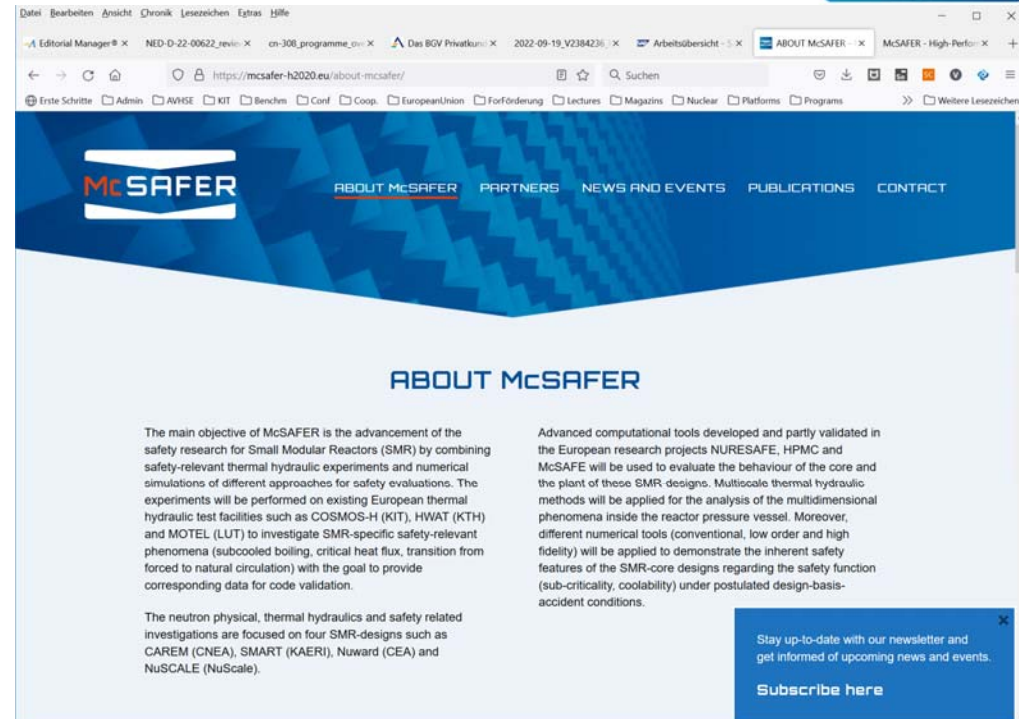 Datei Bearbeiten Ansicht Chronik Lesezeichen Extras Hilfe
Editorial Manager® × NED-D-22-00622_revie × cn-308_programme_ove × Das BGV Privatkun × 2022-09-19_V2384236_ × Arbeitsübersicht - S × ABOUT McSAFER - × McSAFER - High-Perfor × +
https://mcsafer-h2020.eu/about-mcsafer/ Suchen
Erste Schritte Admin AVHSE KIT Benchm Conf Coop. EuropeanUnion ForFörderung Lectures Magazins Nuclear Platforms Programs Weitere Lesezeichen
McSAFER
ABOUT McSAFER PARTNERS NEWS AND EVENTS PUBLICATIONS CONTACT
ABOUT McSAFER
The main objective of McSAFER is the advancement of the
safety research for Small Modular Reactors (SMR) by combining
safety-relevant thermal hydraulic experiments and numerical
simulations of different approaches for safety evaluations. The
experiments will be performed on existing European thermal
hydraulic test facilities such as COSMOS-H (KIT), HWAT (KTH)
and MOTEL (LUT) to investigate SMR-specific safety-relevant
phenomena (subcooled boiling, critical heat flux, transition from
forced to natural circulation) with the goal to provide
corresponding data for code validation.
The neutron physical, thermal hydraulics and safety related
investigations are focused on four SMR-designs such as
CAREM (CNEA), SMART (KAERI), Nuward (CEA) and
NuSCALE (NuScale).
Advanced computational tools developed and partly validated in
the European research projects NURESAFE, HPMC and
McSAFE will be used to evaluate the behaviour of the core and
the plant of these SMR designs. Multiscale thermal hydraulic
methods will be applied for the analysis of the multidimensional
phenomena inside the reactor pressure vessel. Moreover,
different numerical tools (conventional, low order and high
fidelity) will be applied to demonstrate the inherent safety
features of the SMR-core designs regarding the safety function
(sub-criticality, coolability) under postulated design-basis-
accident conditions.
Stay up-to-date with our newsletter and
get informed of upcoming news and events.
Subscribe here